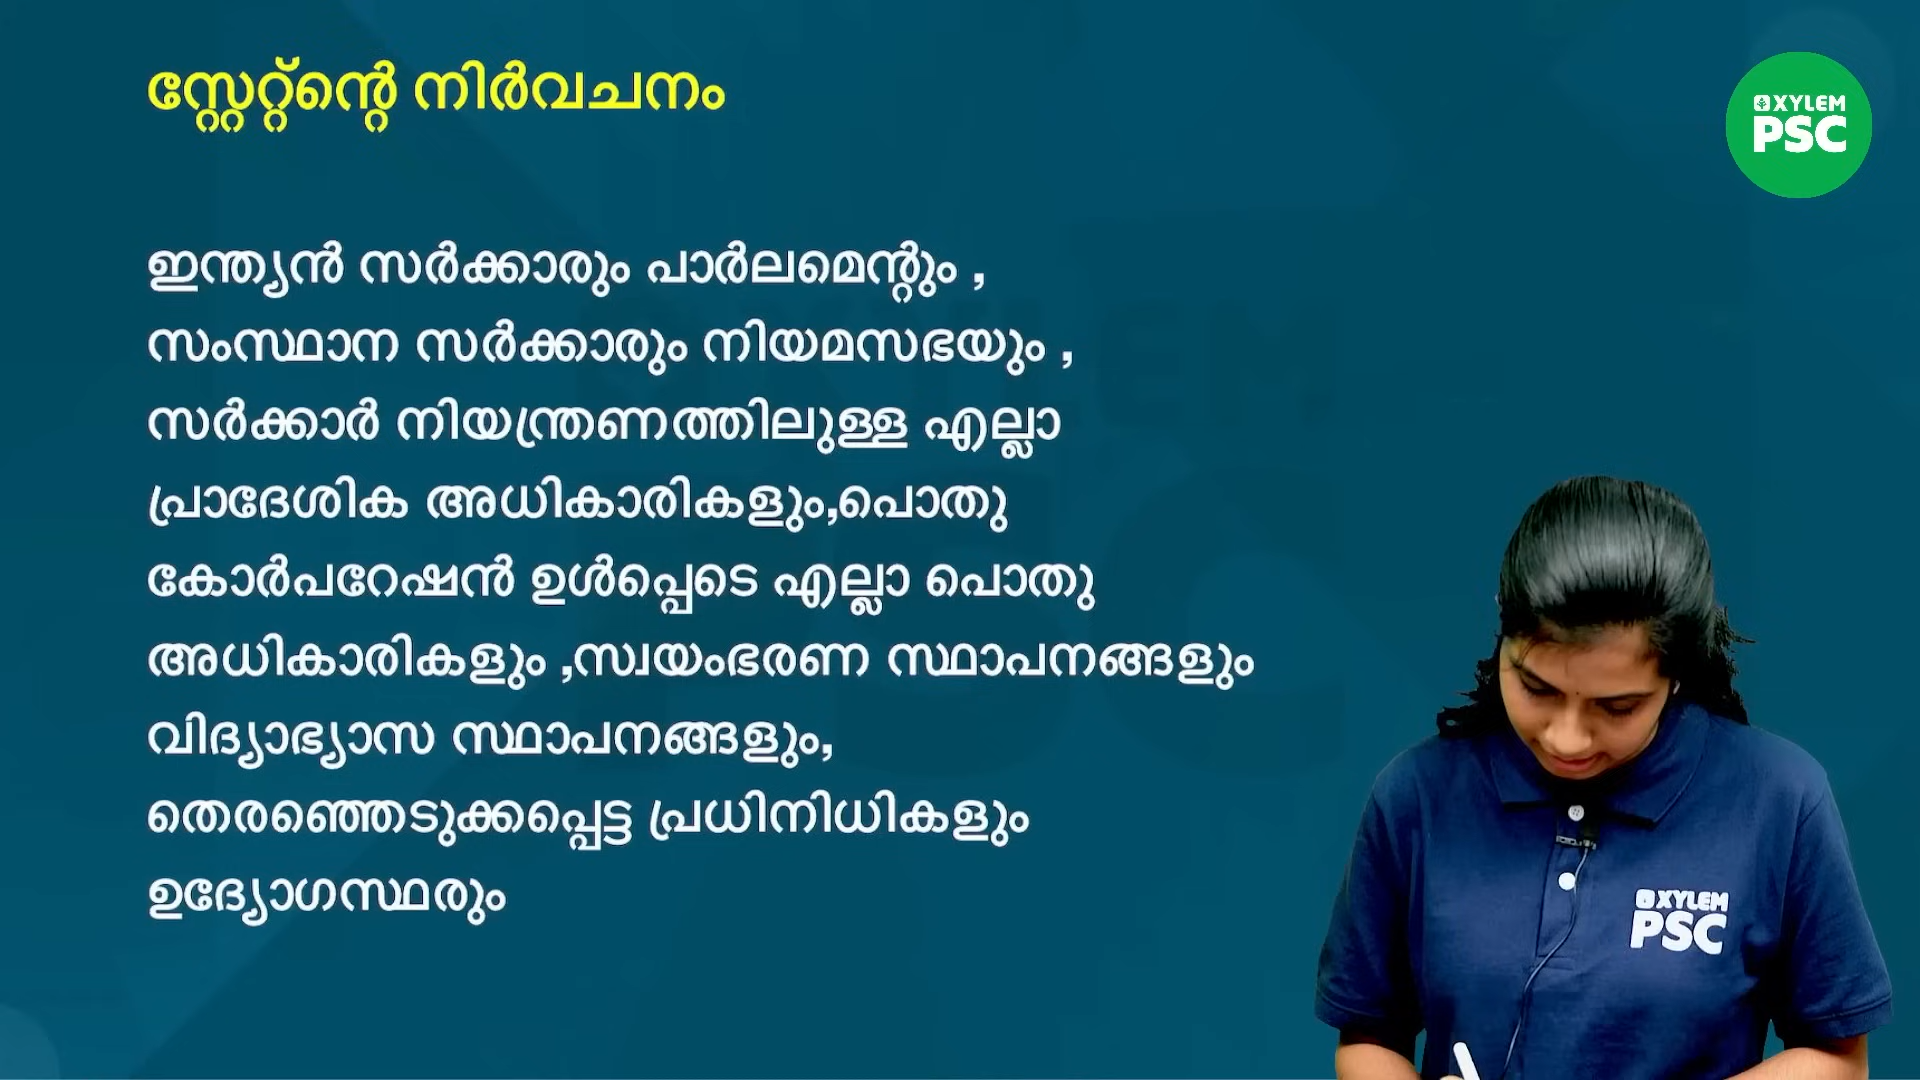 സ്റ്റേറ്റ്ന്റെ നിർവചനം
XYLEM
PSC
ഇന്ത്യൻ സർക്കാരും പാർലമെന്റും ,
സംസ്ഥാന സർക്കാരും നിയമസഭയും ,
സർക്കാർ നിയന്ത്രണത്തിലുള്ള എല്ലാ
പ്രാദേശിക അധികാരികളും,പൊതു
കോർപറേഷൻ ഉൾപ്പെടെ എല്ലാ പൊതു
അധികാരികളും ,സ്വയംഭരണ സ്ഥാപനങ്ങളും
വിദ്യാഭ്യാസ സ്ഥാപനങ്ങളും,
തെരഞ്ഞെടുക്കപ്പെട്ട പ്രധിനിധികളും
ഉദ്യോഗസ്ഥരും
XYLEM
PSC